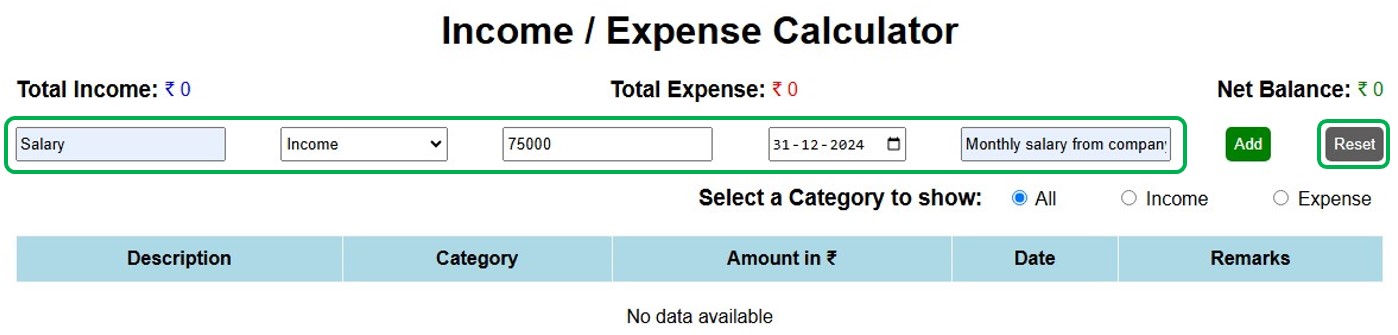 Income / Expense Calculator
Total Income: ₹ 0 Total Expense: ₹ 0 Net Balance: ₹ 0
Salary Income 75000 31-12-2024 Monthly salary from company Add Reset
Select a Category to show: All Income Expense
Description Category Amount in ₹ Date Remarks
No data available